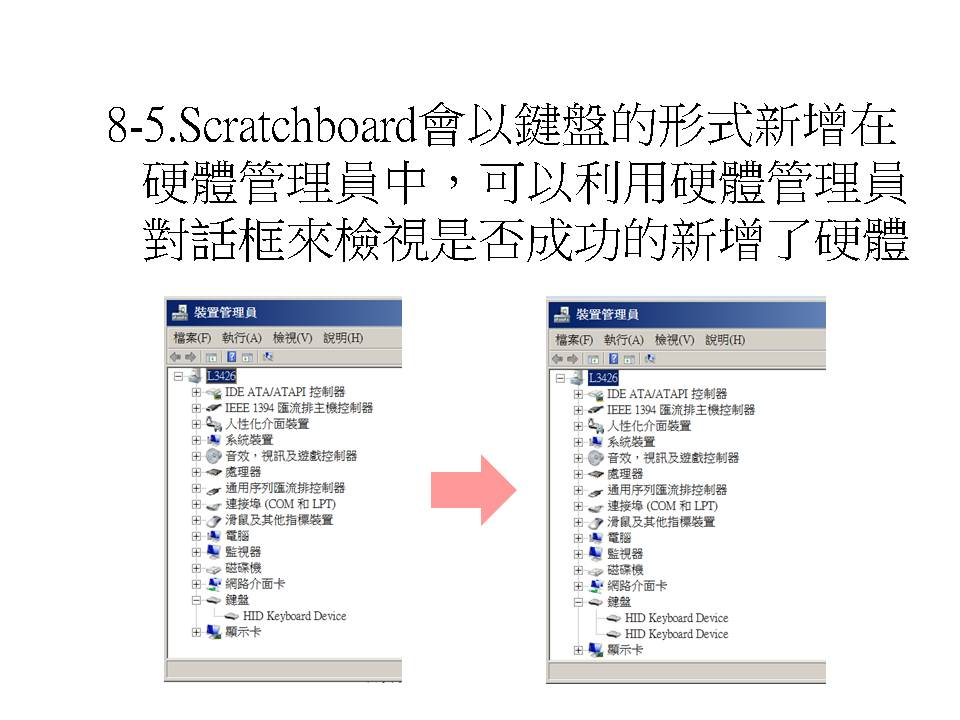 8-5.Scratchboard會以鍵盤的形式新增在
硬體管理員中，可以利用硬體管理員
對話框來檢視是否成功的新增了硬體
裝置管理員
檔案(F) 執行(A) 檢視(V) 說明(H)
L3426
IDE ATA/ATAPI 控制器
IEEE 1394 匯流排主機控制器
人性化介面裝置
系統裝置
音效，視訊及遊戲控制器
處理器
通用序列匯流排控制器
連接埠 (COM 和 LPT)
滑鼠及其他指標裝置
電腦
監視器
磁碟機
網路介面卡
鍵盤
HID Keyboard Device
顯示卡
裝置管理員
檔案(F) 執行(A) 檢視(V) 說明(H)
L3426
IDE ATA/ATAPI 控制器
IEEE 1394 匯流排主機控制器
人性化介面裝置
系統裝置
音效，視訊及遊戲控制器
處理器
通用序列匯流排控制器
連接埠 (COM 和 LPT)
滑鼠及其他指標裝置
電腦
監視器
磁碟機
網路介面卡
鍵盤
HID Keyboard Device
HID Keyboard Device
顯示卡